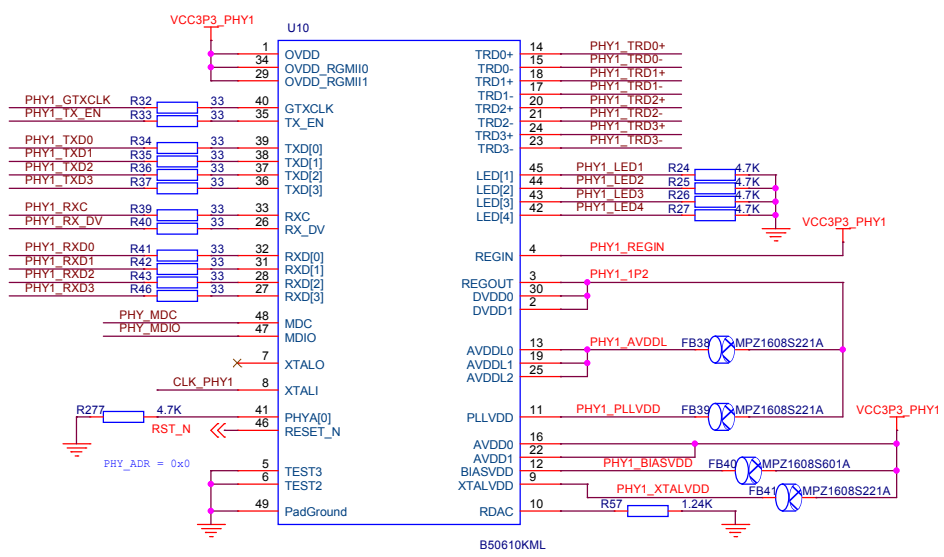 VCC3P3_PHY1
U10
1 OVDD
34 OVDD_RGMII0
29 OVDD_RGMII1
PHY1_GTXCLK R32 33 40 GTXCLK
PHY1_TX_EN R33 33 35 TX_EN
PHY1_TXD0 R34 33 39 TXD[0]
PHY1_TXD1 R35 33 38 TXD[1]
PHY1_TXD2 R36 33 37 TXD[2]
PHY1_TXD3 R37 33 36 TXD[3]
PHY1_RXC R39 33 33 RXC
PHY1_RX_DV R40 33 26 RX_DV
PHY1_RXD0 R41 33 32 RXD[0]
PHY1_RXD1 R42 33 31 RXD[1]
PHY1_RXD2 R43 33 28 RXD[2]
PHY1_RXD3 R46 33 27 RXD[3]
PHY_MDC 48 MDC
PHY_MDIO 47 MDIO
7 XTALO
CLK_PHY1 8 XTALI
R277 4.7K 41 PHYA[0]
RST_N 46 RESET_N
PHY_ADR = 0x0
5 TEST3
6 TEST2
49 PadGround
TRD0+ 14 PHY1_TRD0+
TRD0- 15 PHY1_TRD0-
TRD1+ 18 PHY1_TRD1+
TRD1- 17 PHY1_TRD1-
TRD2+ 20 PHY1_TRD2+
TRD2- 21 PHY1_TRD2-
TRD3+ 24 PHY1_TRD3+
TRD3- 23 PHY1_TRD3-
LED[1] 45 PHY1_LED1 R24 4.7K
LED[2] 44 PHY1_LED2 R25 4.7K
LED[3] 43 PHY1_LED3 R26 4.7K
LED[4] 42 PHY1_LED4 R27 4.7K
VCC3P3_PHY1
REGIN 4 PHY1_REGIN
REGOUT 3 PHY1_1P2
DVDD0 30
DVDD1 2
AVDDL0 13 PHY1_AVDDL FB38 MPZ1608S221A
AVDDL1 19
AVDDL2 25
PLLVDD 11 PHY1_PLLVDD FB39 MPZ1608S221A
VCC3P3_PHY1
AVDD0 16
AVDD1 22
BIASVDD 12 PHY1_BIASVDD FB40 MPZ1608S601A
XTALVDD 9 PHY1_XTALVDD FB41 MPZ1608S221A
RDAC 10 R57 1.24K
B50610KML